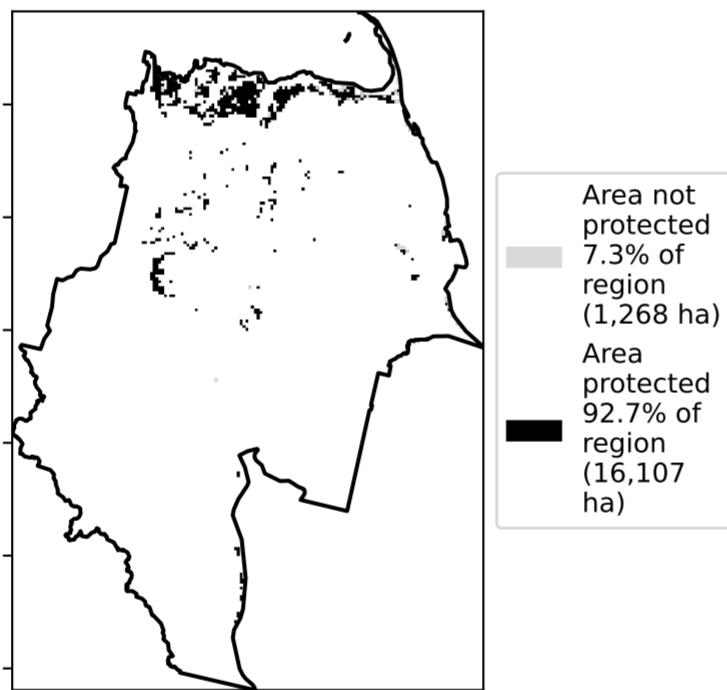 Area not
protected
7.3% of
region
(1,268 ha)
Area
protected
92.7% of
region
(16,107
ha)